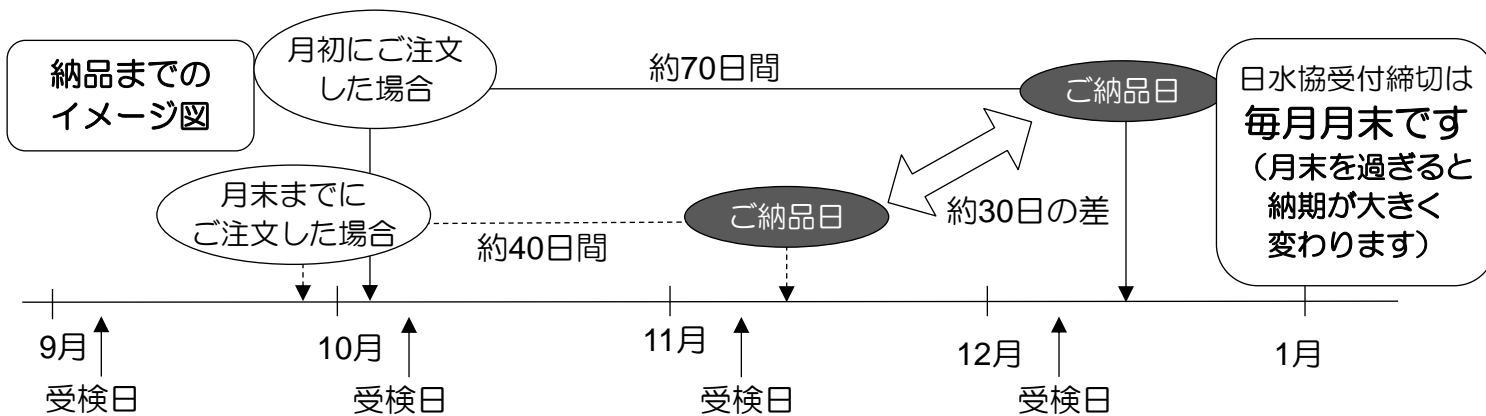 納品までの
イメージ図
月初にご注文
した場合
約70日間
ご納品日
日水協受付締切は
毎月月末です
（月末を過ぎると
納期が大きく
変わります）
月末までに
ご注文した場合
約40日間
ご納品日
約30日の差
9月
10月
11月
12月
1月
受検日
受検日
受検日
受検日